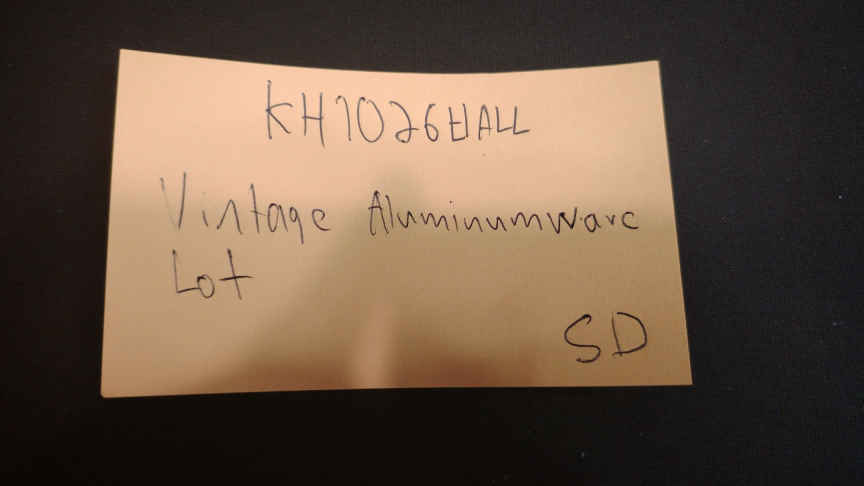 KH1026HALL
Vintage Aluminumware
Lot
SD